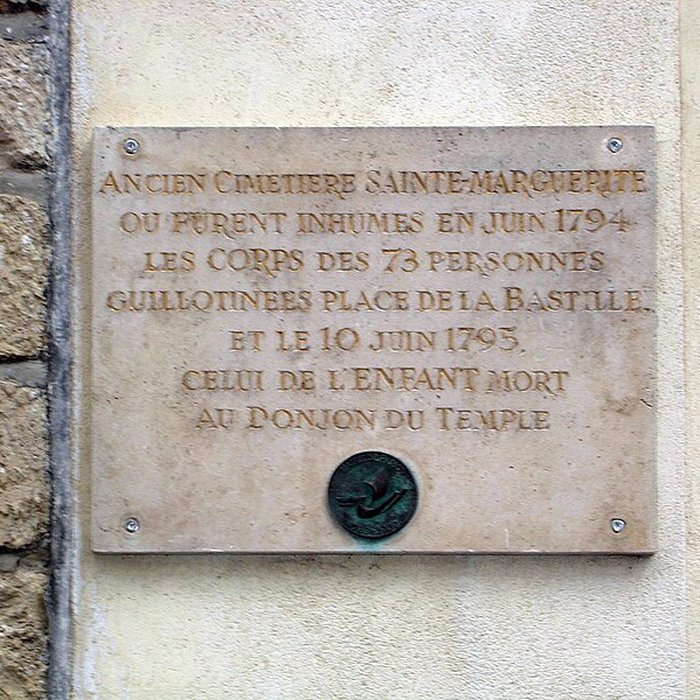 ANCIEN CIMETIERE SAINTE-MARGUERITE
OU FURENT INHUMES EN JUIN 1794
LES CORPS DES 73 PERSONNES
GUILLOTINEES PLACE DE LA BASTILLE,
ET LE 10 JUIN 1795,
CELUI DE L'ENFANT MORT
AU DONJON DU TEMPLE